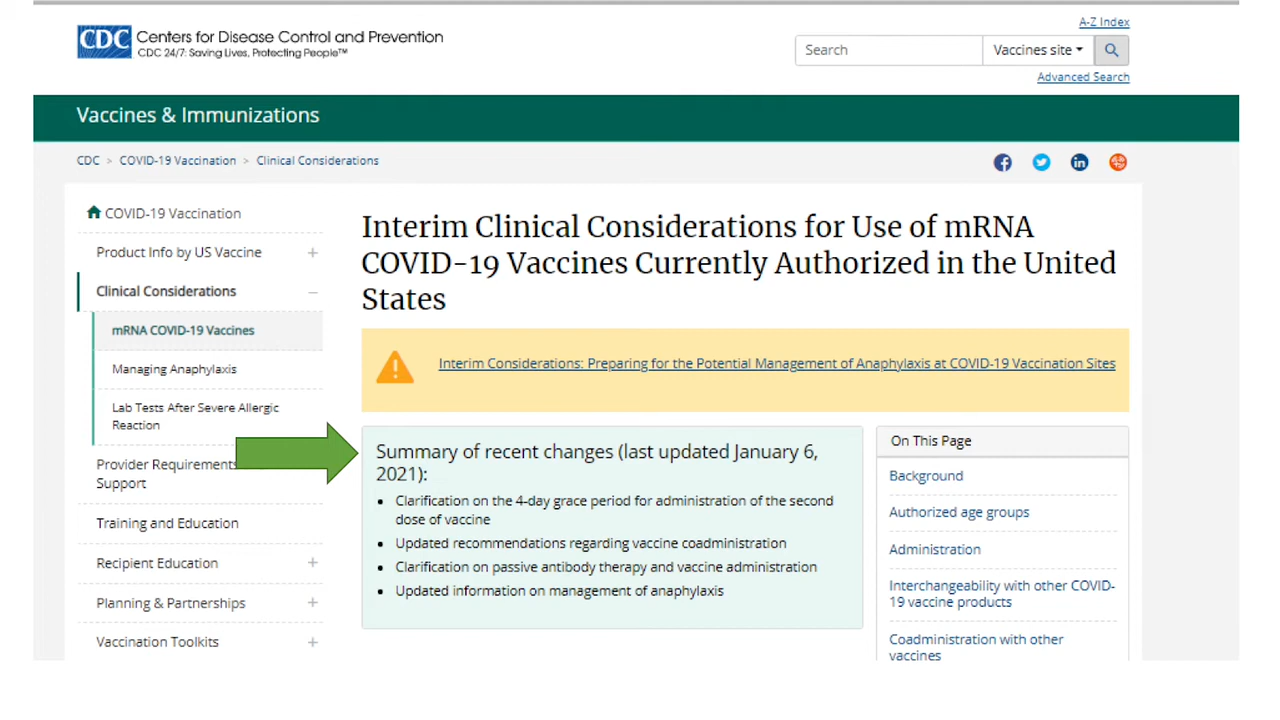 A-Z Index
CDC Centers for Disease Control and Prevention
CDC 24/7: Saving Lives, Protecting People™
Search Vaccines site
Advanced Search
Vaccines & Immunizations
CDC > COVID-19 Vaccination > Clinical Considerations
COVID-19 Vaccination
Product Info by US Vaccine +
Clinical Considerations –
mRNA COVID-19 Vaccines
Managing Anaphylaxis
Lab Tests After Severe Allergic
Reaction
Provider Requirements
Support
Training and Education
Recipient Education +
Planning & Partnerships +
Vaccination Toolkits +
Interim Clinical Considerations for Use of mRNA
COVID-19 Vaccines Currently Authorized in the United
States
Interim Considerations: Preparing for the Potential Management of Anaphylaxis at COVID-19 Vaccination Sites
Summary of recent changes (last updated January 6,
2021):
• Clarification on the 4-day grace period for administration of the second
dose of vaccine
• Updated recommendations regarding vaccine coadministration
• Clarification on passive antibody therapy and vaccine administration
• Updated information on management of anaphylaxis
On This Page
Background
Authorized age groups
Administration
Interchangeability with other COVID-
19 vaccine products
Coadministration with other
vaccines